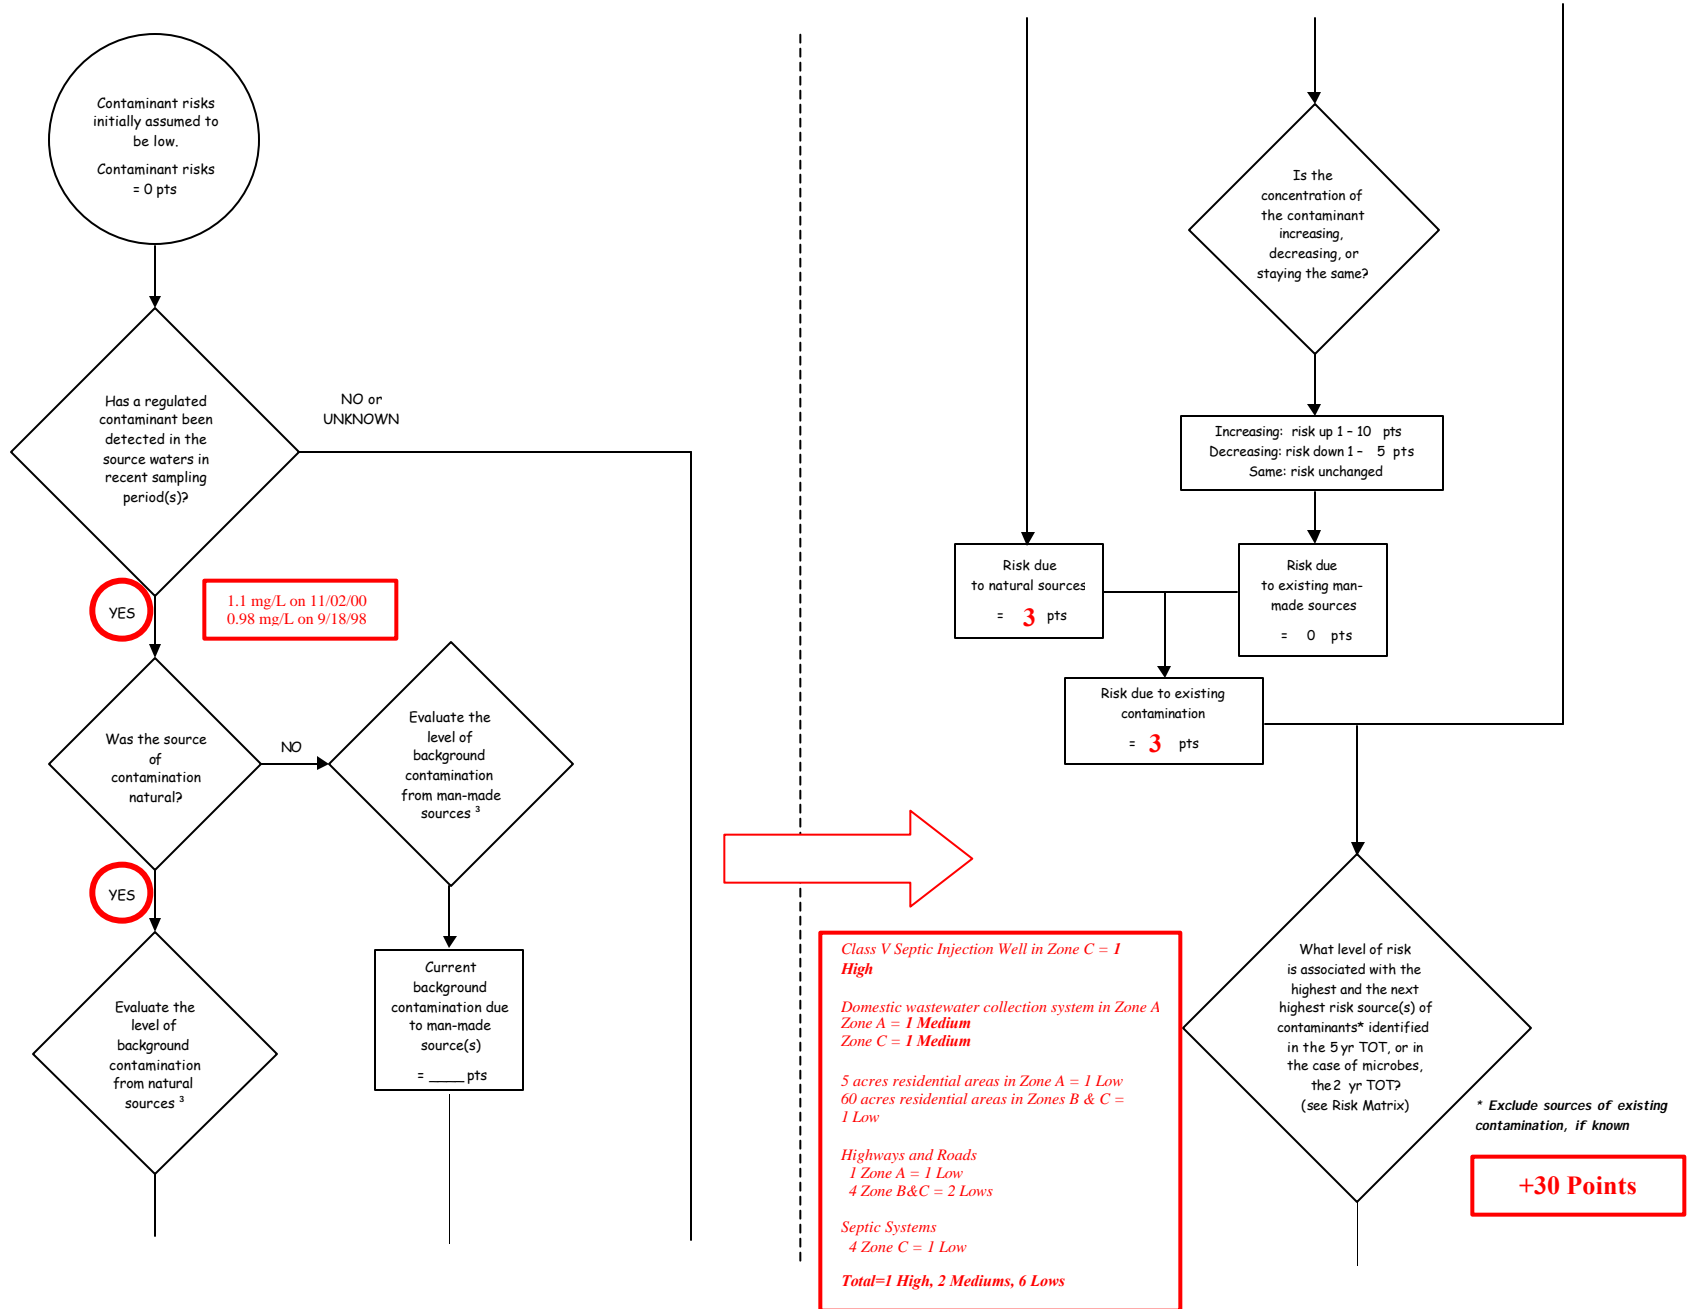 Contaminant risks
initially assumed to
be low.
Contaminant risks
= 0 pts
Has a regulated
contaminant been
detected in the
source waters in
recent sampling
period(s)?
NO or
UNKNOWN
YES
1.1 mg/L on 11/02/00
0.98 mg/L on 9/18/98
Was the source
of
contamination
natural?
NO
Evaluate the
level of
background
contamination
from man-made
sources ³
YES
Evaluate the
level of
background
contamination
from natural
sources ³
Current
background
contamination due
to man-made
source(s)
= ____ pts
Is the
concentration of
the contaminant
increasing,
decreasing, or
staying the same?
Increasing: risk up 1 – 10 pts
Decreasing: risk down 1 – 5 pts
Same: risk unchanged
Risk due
to natural sources
= 3 pts
Risk due
to existing man-
made sources
= 0 pts
Risk due to existing
contamination
= 3 pts
Class V Septic Injection Well in Zone C = 1
High
Domestic wastewater collection system in Zone A
Zone A = 1 Medium
Zone C = 1 Medium
5 acres residential areas in Zone A = 1 Low
60 acres residential areas in Zones B & C =
1 Low
Highways and Roads
1 Zone A = 1 Low
4 Zone B&C = 2 Lows
Septic Systems
4 Zone C = 1 Low
Total=1 High, 2 Mediums, 6 Lows
What level of risk
is associated with the
highest and the next
highest risk source(s) of
contaminants* identified
in the 5 yr TOT, or in
the case of microbes,
the 2 yr TOT?
(see Risk Matrix)
* Exclude sources of existing
contamination, if known
+30 Points